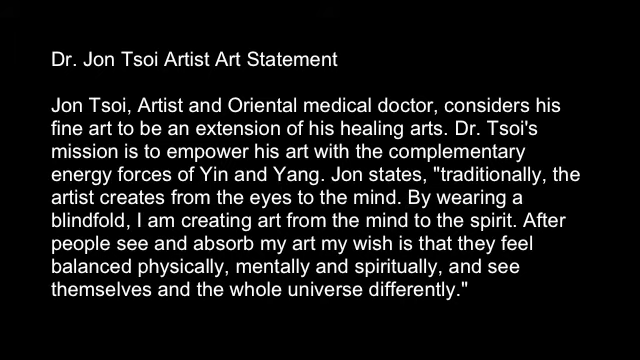 Dr. Jon Tsoi Artist Art Statement
Jon Tsoi, Artist and Oriental medical doctor, considers his
fine art to be an extension of his healing arts. Dr. Tsoi's
mission is to empower his art with the complementary
energy forces of Yin and Yang. Jon states, "traditionally, the
artist creates from the eyes to the mind. By wearing a
blindfold, I am creating art from the mind to the spirit. After
people see and absorb my art my wish is that they feel
balanced physically, mentally and spiritually, and see
themselves and the whole universe differently."